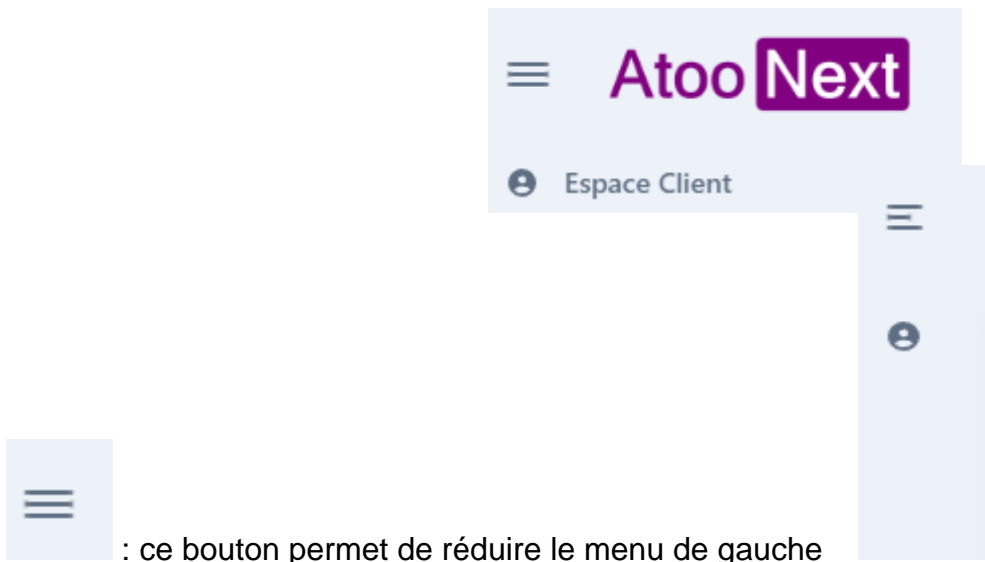 Atoo Next
Espace Client
: ce bouton permet de réduire le menu de gauche